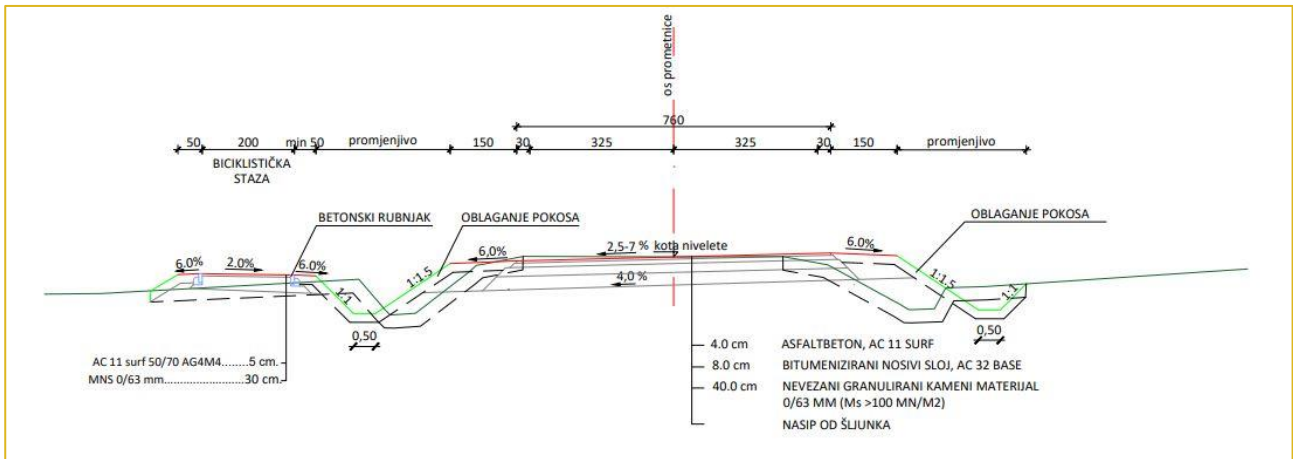 os prometnice
760
50 200 min 50 promjenjivo 150 30 325 325 30 150 promjenjivo
BICIKLISTIČKA
STAZA
BETONSKI RUBNJAK OBLAGANJE POKOSA OBLAGANJE POKOSA
6.0% 2.0% 6.0% 6,0% 2,5-7 % kota nivelete 6.0%
4,0 %
1:1 1:1.5 1:1.5 1:1
0,50 0,50
AC 11 surf 50/70 AG4M4........5 cm.
MNS 0/63 mm......................30 cm.
4.0 cm ASFALTBETON, AC 11 SURF
8.0 cm BITUMENIZIRANI NOSIVI SLOJ, AC 32 BASE
40.0 cm NEVEZANI GRANULIRANI KAMENI MATERIJAL
0/63 MM (Ms >100 MN/M2)
NASIP OD ŠLJUNKA